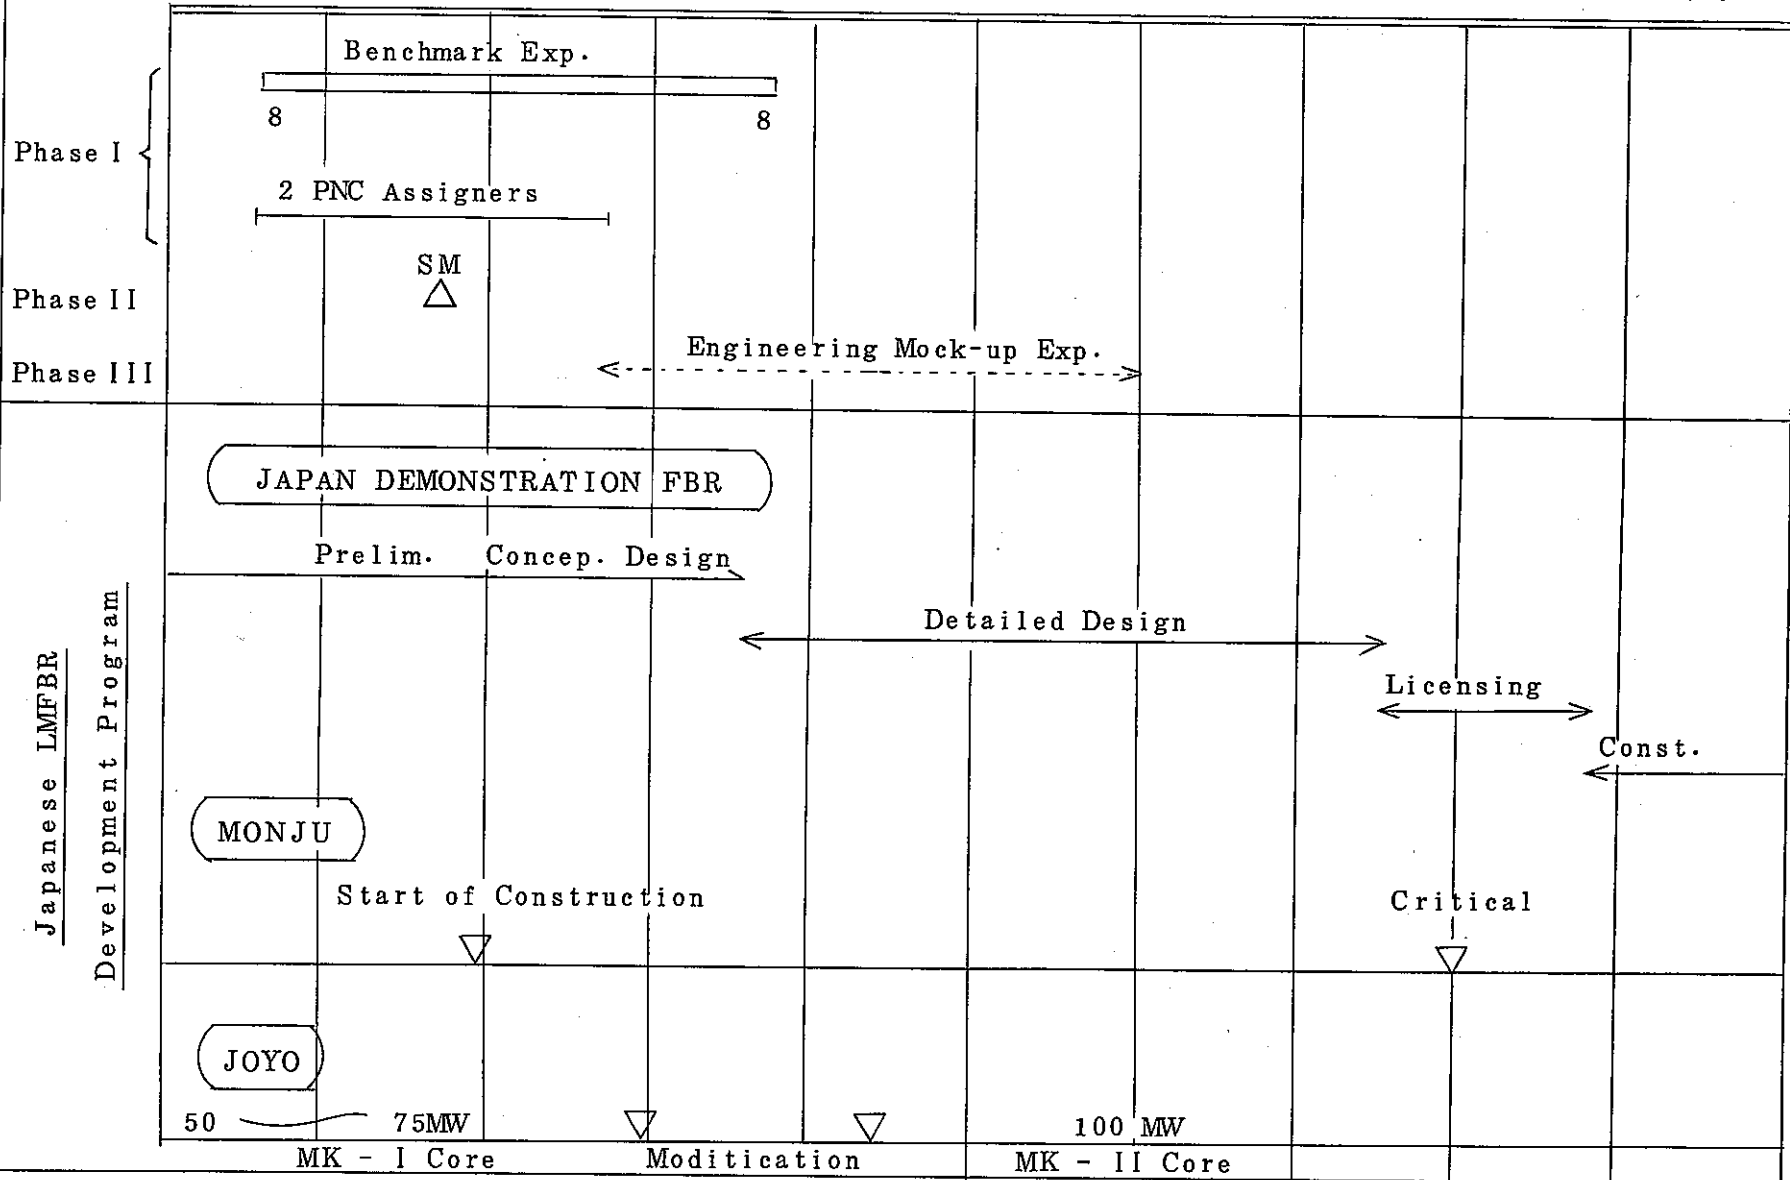 Benchmark Exp.
8 8
Phase I
2 PNC Assigners
SM
Phase II
Engineering Mock-up Exp.
Phase III
JAPAN DEMONSTRATION FBR
Prelim. Concep. Design
Detailed Design
Licensing
Const.
Japanese LMFBR
Development Program
MONJU
Start of Construction
Critical
JOYO
50 75MW 100 MW
MK - I Core Moditication MK - II Core